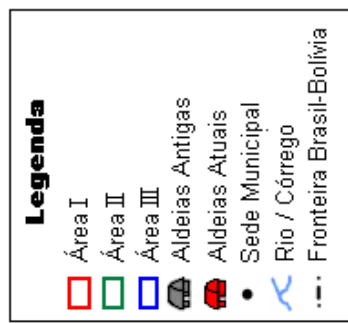 Legenda
Área I
Área II
Área III
Aldeias Antigas
Aldeias Atuais
Sede Municipal
Rio / Córrego
Fronteira Brasil-Bolívia